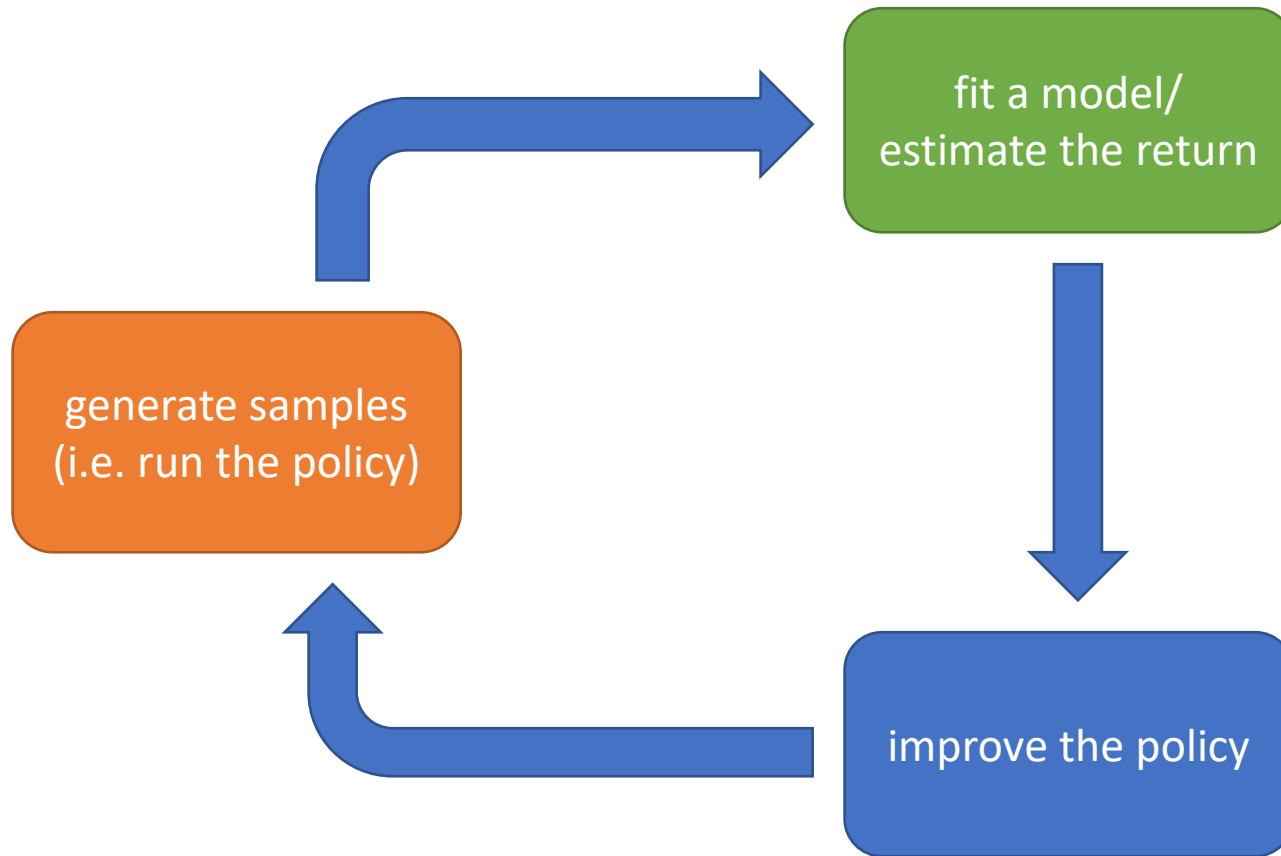 fit a model/
estimate the return
generate samples
(i.e. run the policy)
improve the policy